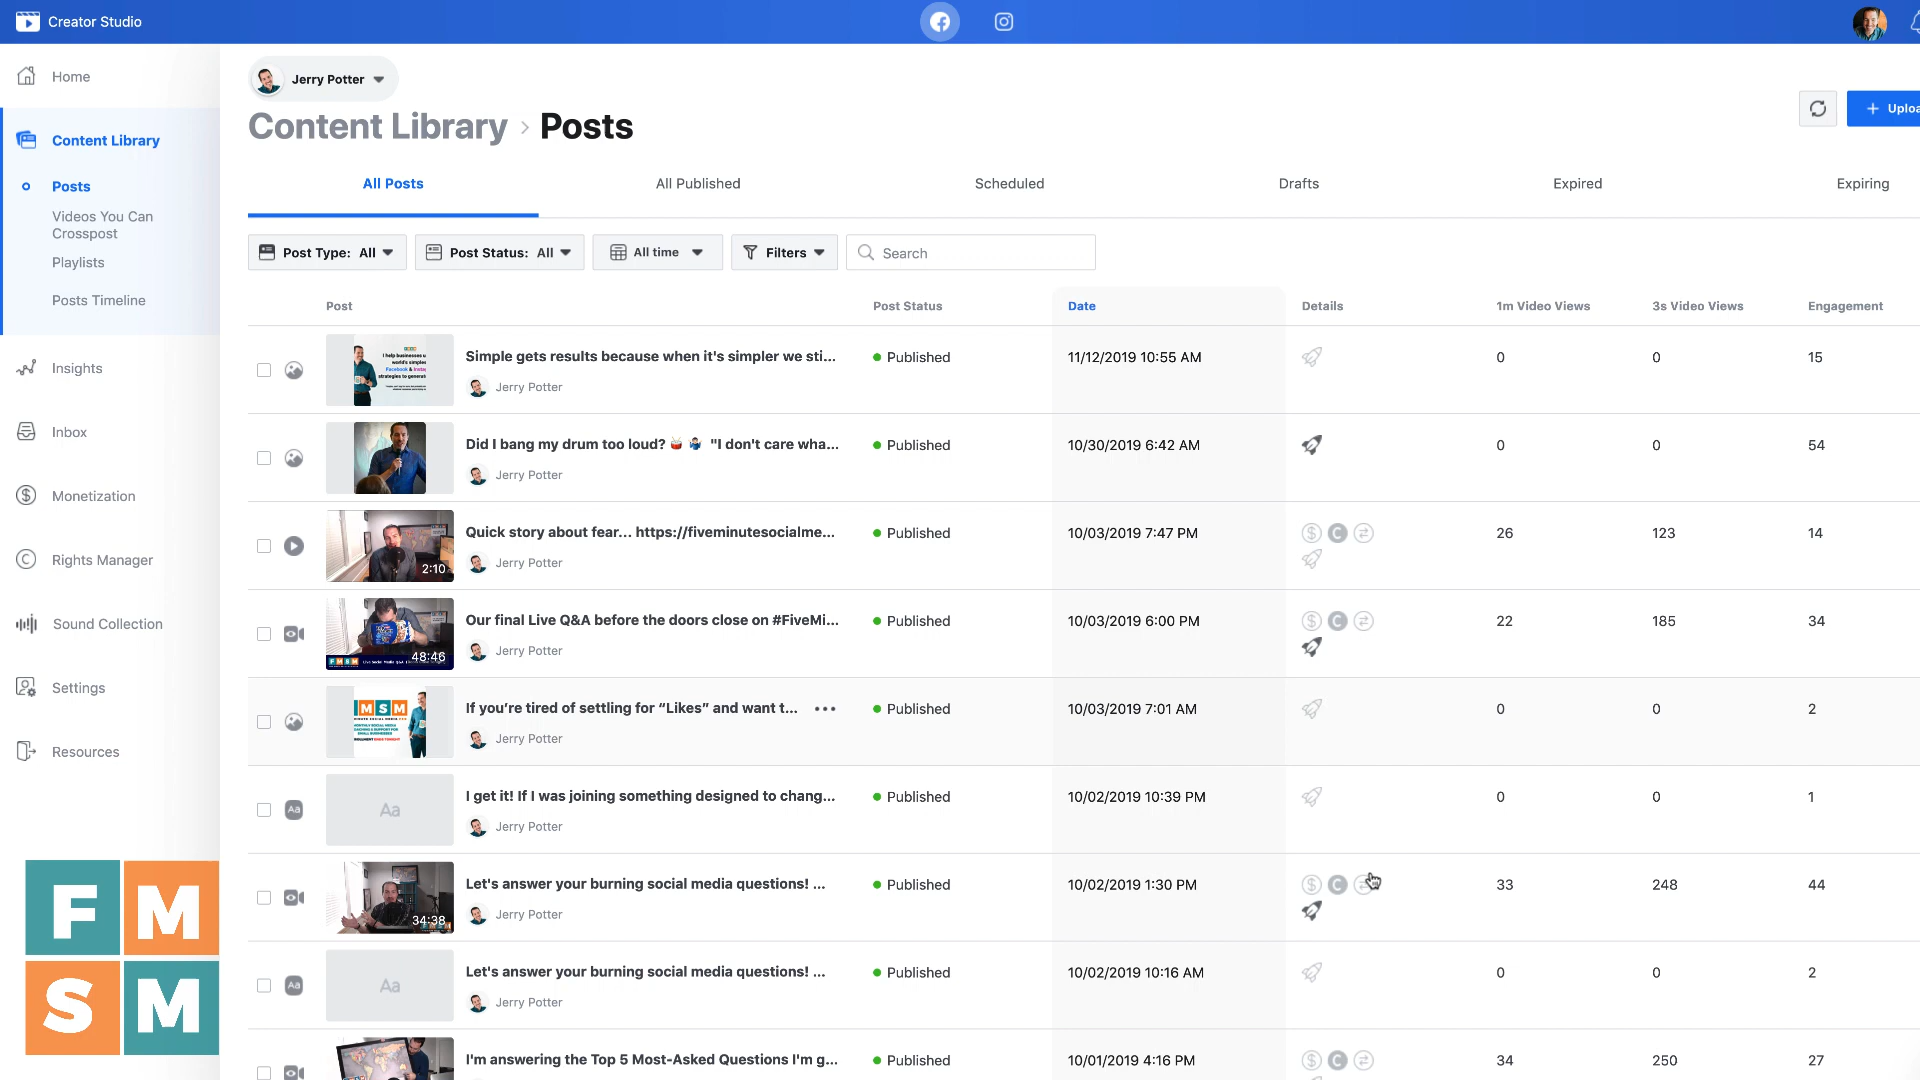 Creator Studio
Home
Content Library
Posts
Videos You Can
Crosspost
Playlists
Posts Timeline
Insights
Inbox
Monetization
Rights Manager
Sound Collection
Settings
Resources
F M
S M
Jerry Potter
Content Library > Posts
+ Uploa
All Posts All Published Scheduled Drafts Expired Expiring
Post Type: All Post Status: All All time Filters Search
Post Post Status Date Details 1m Video Views 3s Video Views Engagement
Simple gets results because when it's simpler we sti... Published 11/12/2019 10:55 AM 0 0 15
Jerry Potter
Did I bang my drum too loud? 🥁 🤷‍♂️ "I don't care wha... Published 10/30/2019 6:42 AM 0 0 54
Jerry Potter
Quick story about fear... https://fiveminutesocialme... Published 10/03/2019 7:47 PM 26 123 14
2:10 Jerry Potter
Our final Live Q&A before the doors close on #FiveMi... Published 10/03/2019 6:00 PM 22 185 34
48:46 Jerry Potter
If you're tired of settling for “Likes” and want t... ••• Published 10/03/2019 7:01 AM 0 0 2
Jerry Potter
I get it! If I was joining something designed to chang... Published 10/02/2019 10:39 PM 0 0 1
Aa Aa Jerry Potter
Let's answer your burning social media questions! ... Published 10/02/2019 1:30 PM 33 248 44
34:38 Jerry Potter
Let's answer your burning social media questions! ... Published 10/02/2019 10:16 AM 0 0 2
Aa Aa Jerry Potter
I'm answering the Top 5 Most-Asked Questions I'm g... Published 10/01/2019 4:16 PM 34 250 27